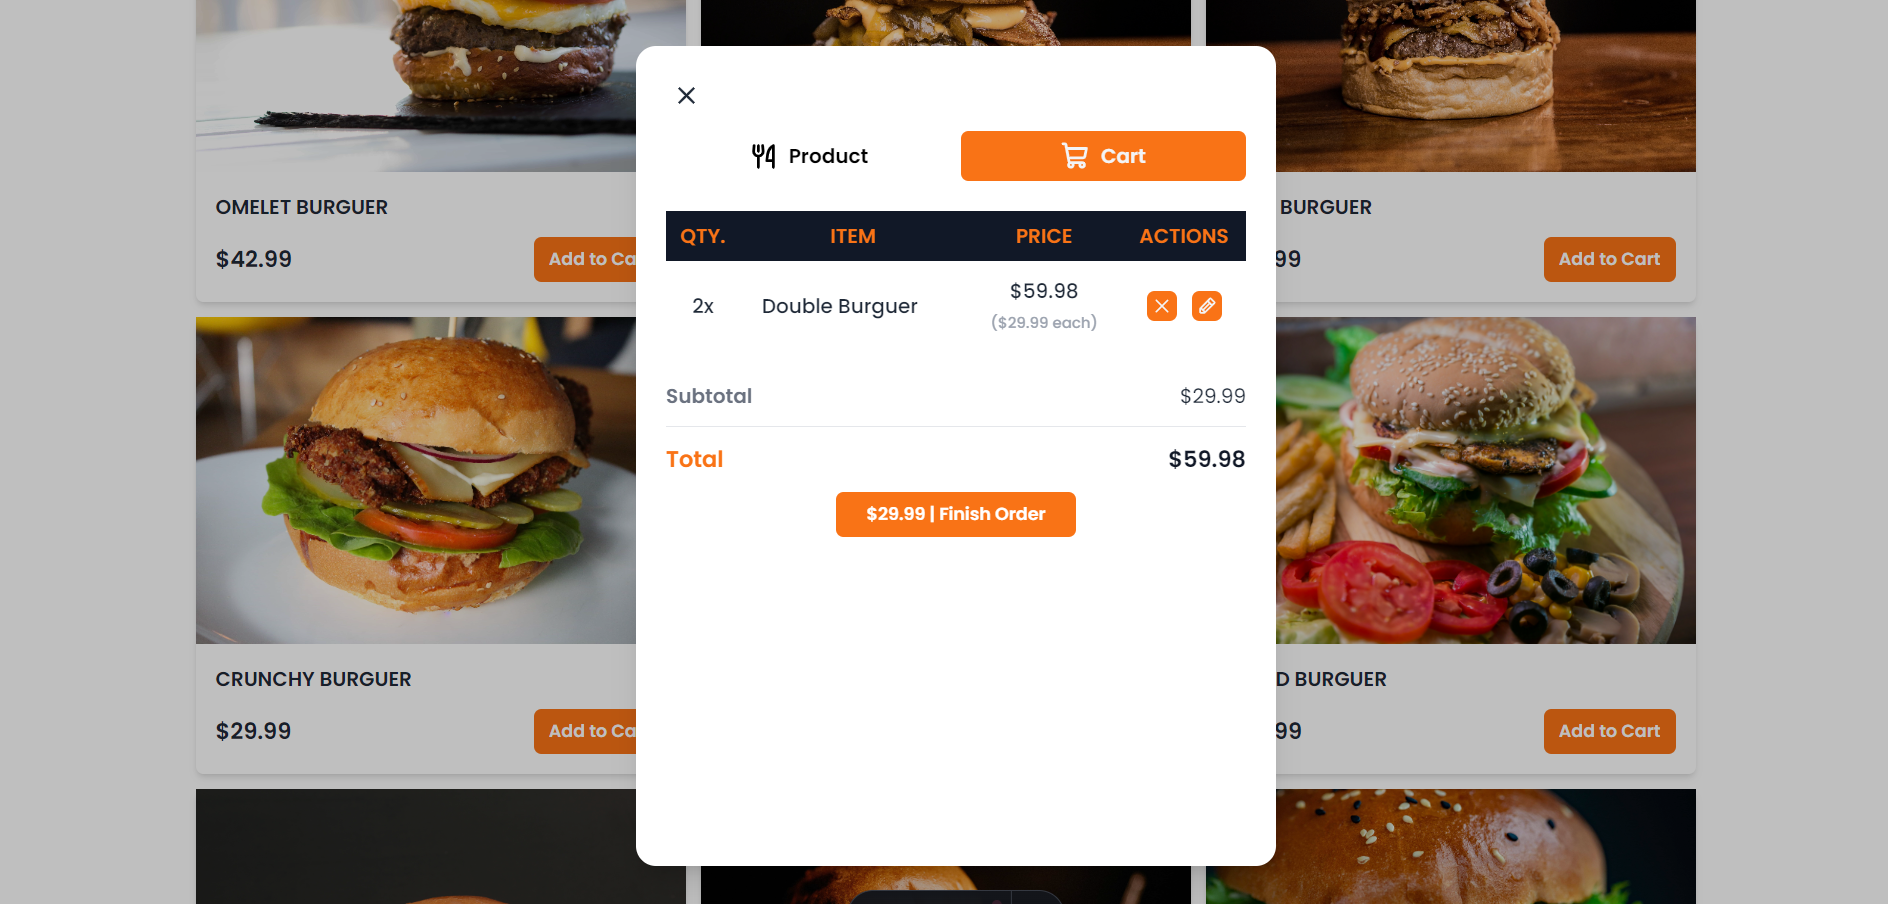 Product
Cart
QTY. ITEM PRICE ACTIONS
2x Double Burguer $59.98
($29.99 each)
Subtotal $29.99
Total $59.98
$29.99 | Finish Order
OMELET BURGUER
$42.99 Add to Ca
BURGUER
99 Add to Cart
CRUNCHY BURGUER
$29.99 Add to Ca
D BURGUER
99 Add to Cart